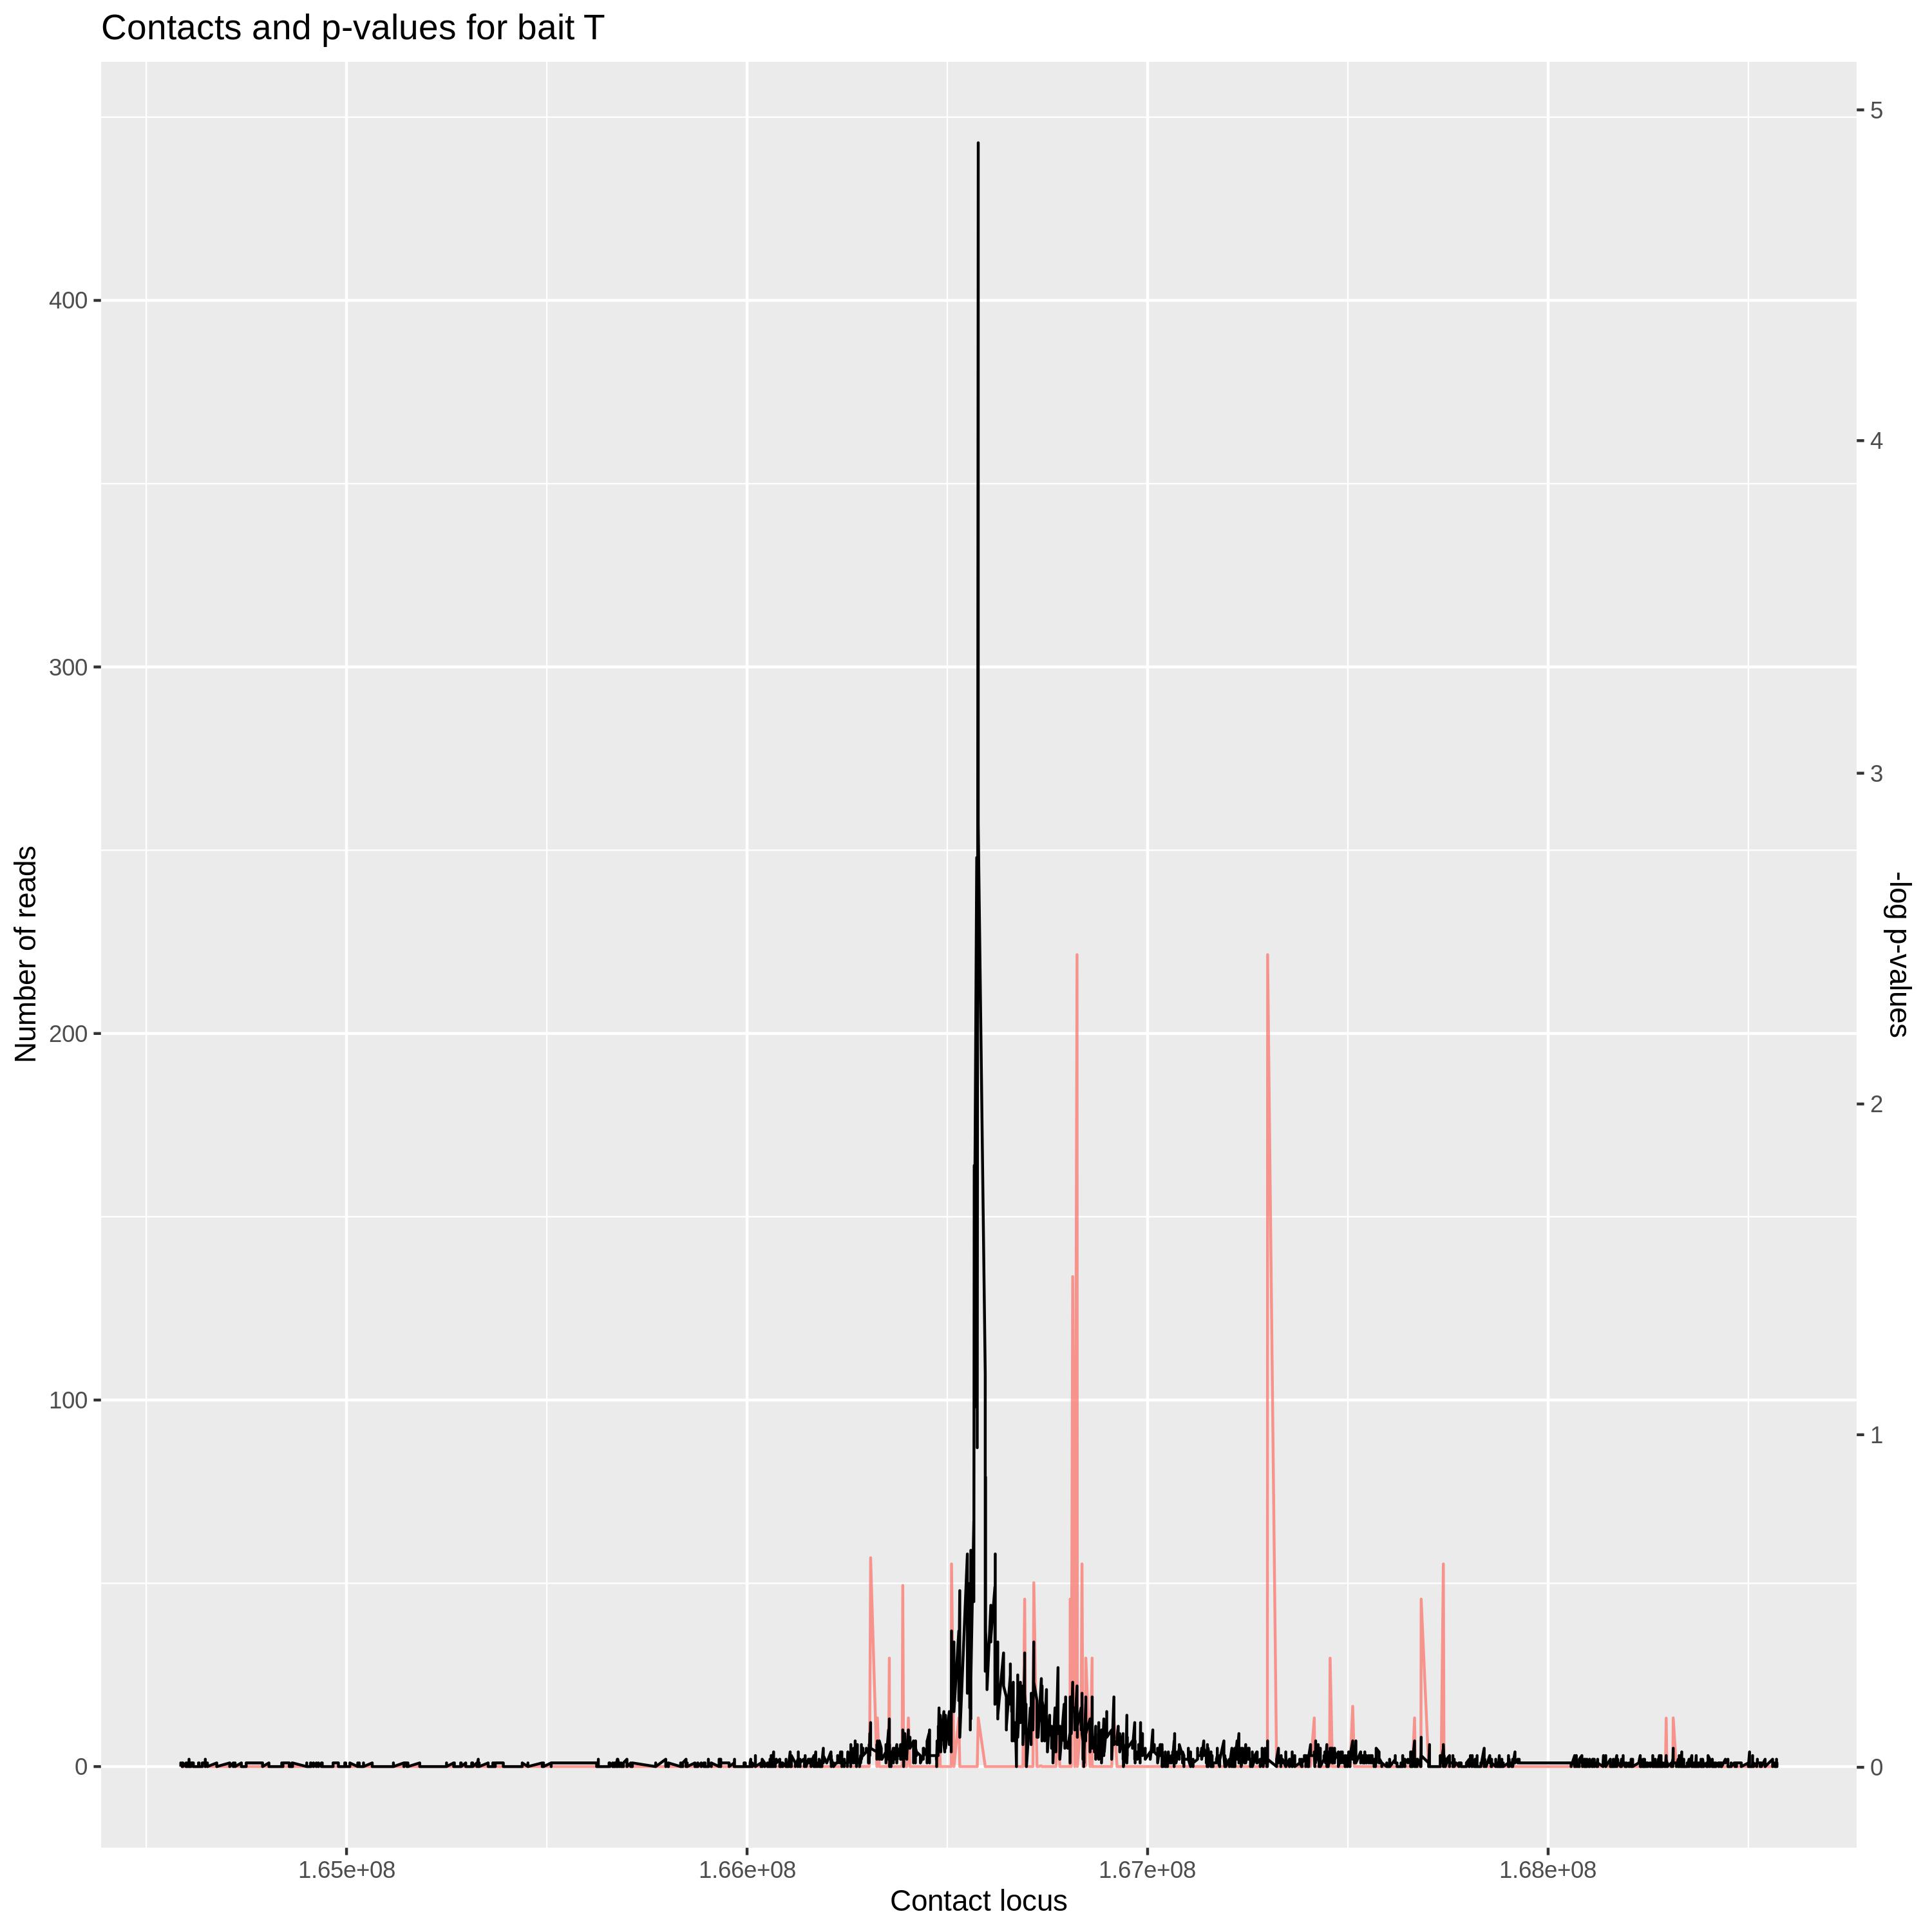 Contacts and p-values for bait T
400
300
200
100
0
Number of reads
5
4
3
2
1
0
-log p-values
1.65e+08
1.66e+08
1.67e+08
1.68e+08
Contact locus